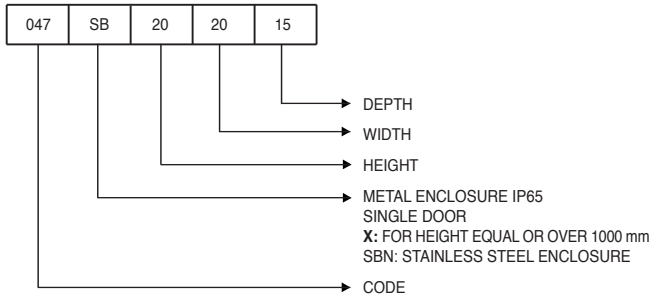 047 SB 20 20 15
DEPTH
WIDTH
HEIGHT
METAL ENCLOSURE IP65
SINGLE DOOR
X: FOR HEIGHT EQUAL OR OVER 1000 mm
SBN: STAINLESS STEEL ENCLOSURE
CODE